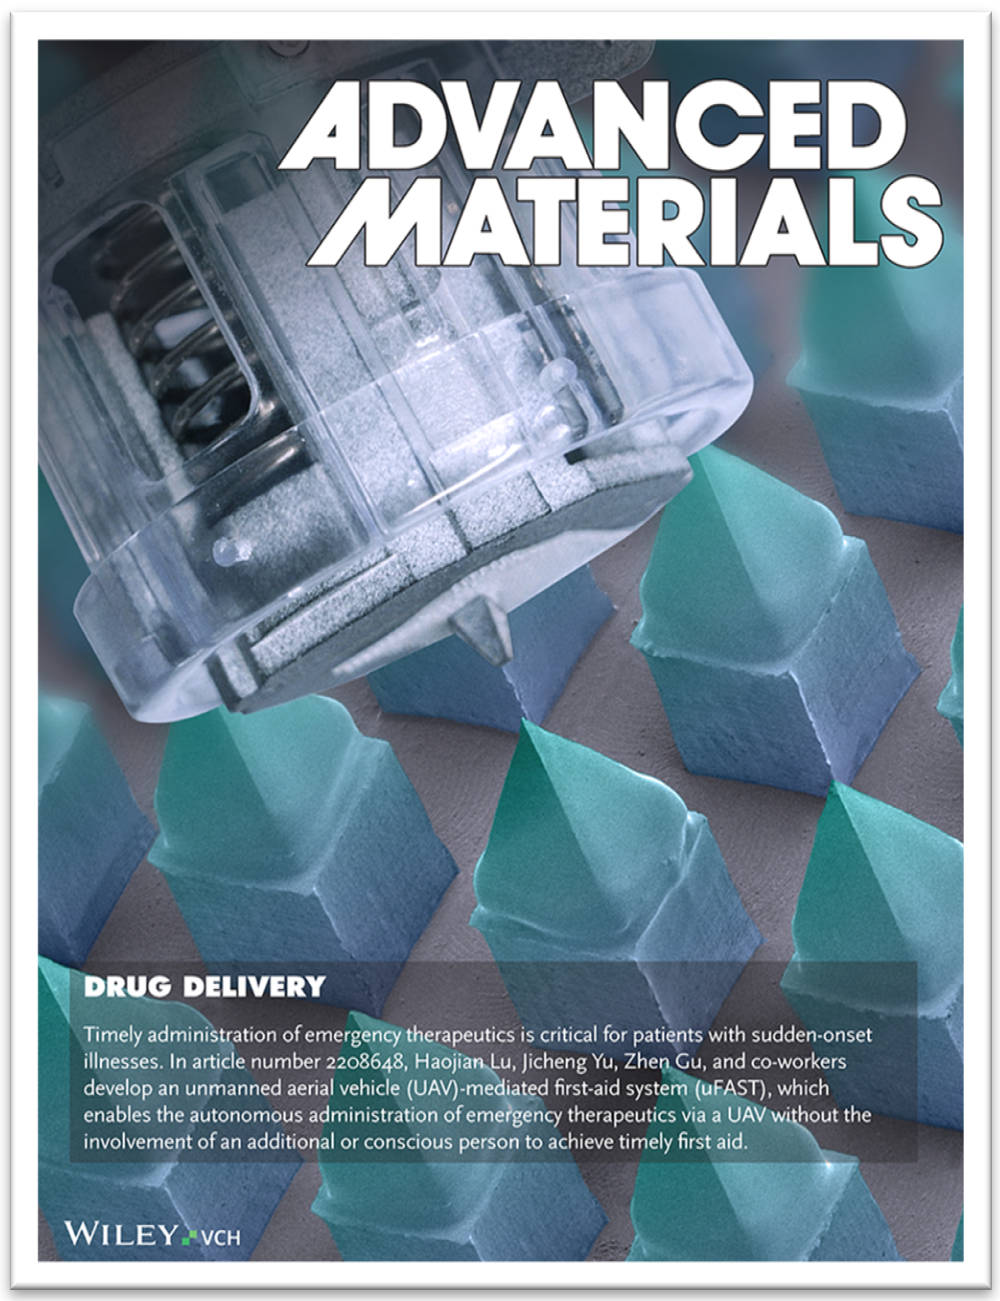 ADVANCED
MATERIALS
DRUG DELIVERY
Timely administration of emergency therapeutics is critical for patients with sudden-onset
illnesses. In article number 2208648, Haojian Lu, Jicheng Yu, Zhen Gu, and co-workers
develop an unmanned aerial vehicle (UAV)-mediated first-aid system (uFAST), which
enables the autonomous administration of emergency therapeutics via a UAV without the
involvement of an additional or conscious person to achieve timely first aid.
WILEY VCH